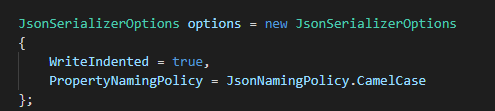 JsonSerializerOptions options = new JsonSerializerOptions
{
    WriteIndented = true,
    PropertyNamingPolicy = JsonNamingPolicy.CamelCase
};